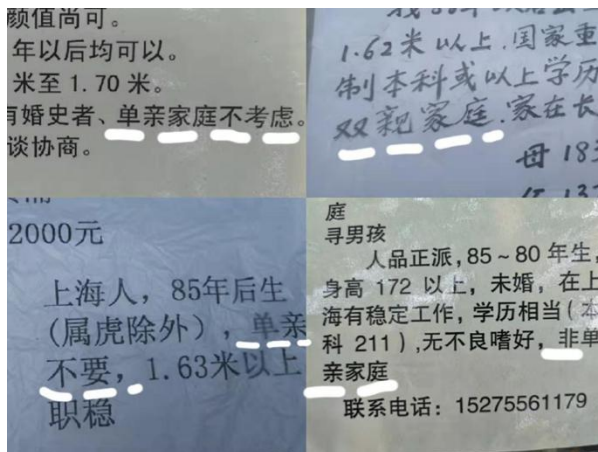 颜值尚可。
年以后均可以。
米至 1.70 米。
有婚史者、单亲家庭不考虑。
谈协商。
1.62米以上.国家重
制本科或以上学历
双亲家庭.家在长
母 183
2000元
上海人，85年后生
(属虎除外)，单亲
不要，1.63米以上
职稳
庭
寻男孩
人品正派，85～80 年生，
身高 172 以上，未婚，在上
海有稳定工作，学历相当（本
科 211）,无不良嗜好，非单
亲家庭
联系电话：15275561179